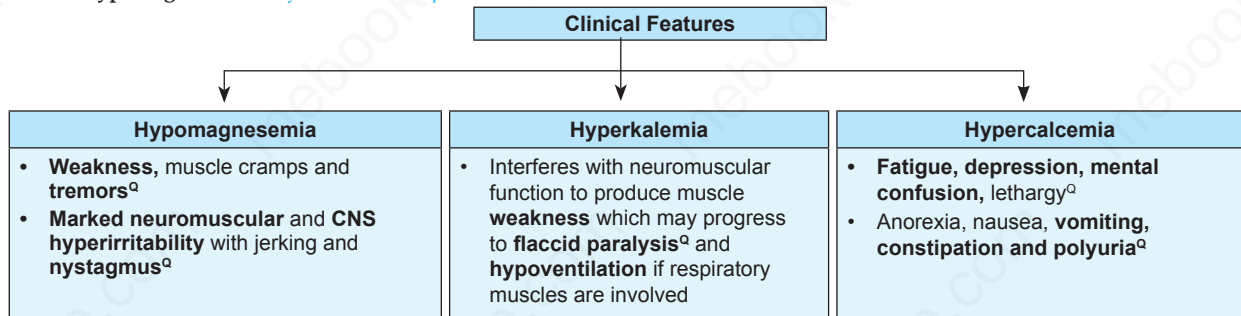 Clinical Features
Hypomagnesemia
• Weakness, muscle cramps and
tremorsQ
• Marked neuromuscular and CNS
hyperirritability with jerking and
nystagmusQ
Hyperkalemia
• Interferes with neuromuscular
function to produce muscle
weakness which may progress
to flaccid paralysisQ and
hypoventilation if respiratory
muscles are involved
Hypercalcemia
• Fatigue, depression, mental
confusion, lethargyQ
• Anorexia, nausea, vomiting,
constipation and polyuriaQ